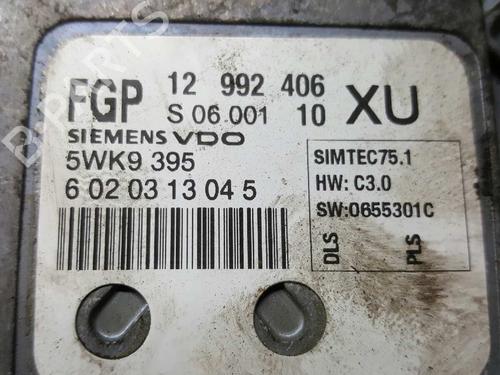 FGP 12 992 406 XU
S 06.001 10
SIEMENS VDO
5WK9 395
6 02 03 13 04 5
SIMTEC75.1
HW: C3.0
SW:0655301C
DLS PLS
B-PARTS